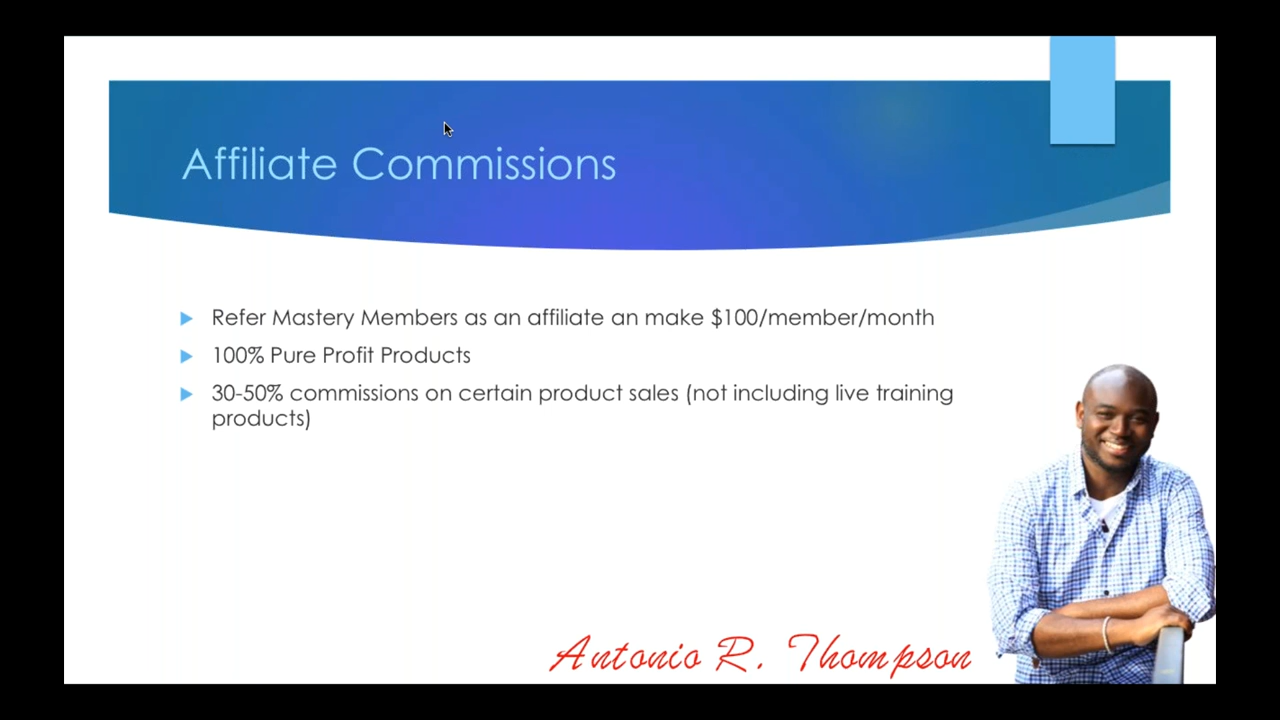 Affiliate Commissions
Refer Mastery Members as an affiliate an make $100/member/month
100% Pure Profit Products
30-50% commissions on certain product sales (not including live training
products)
Antonio R. Thompson